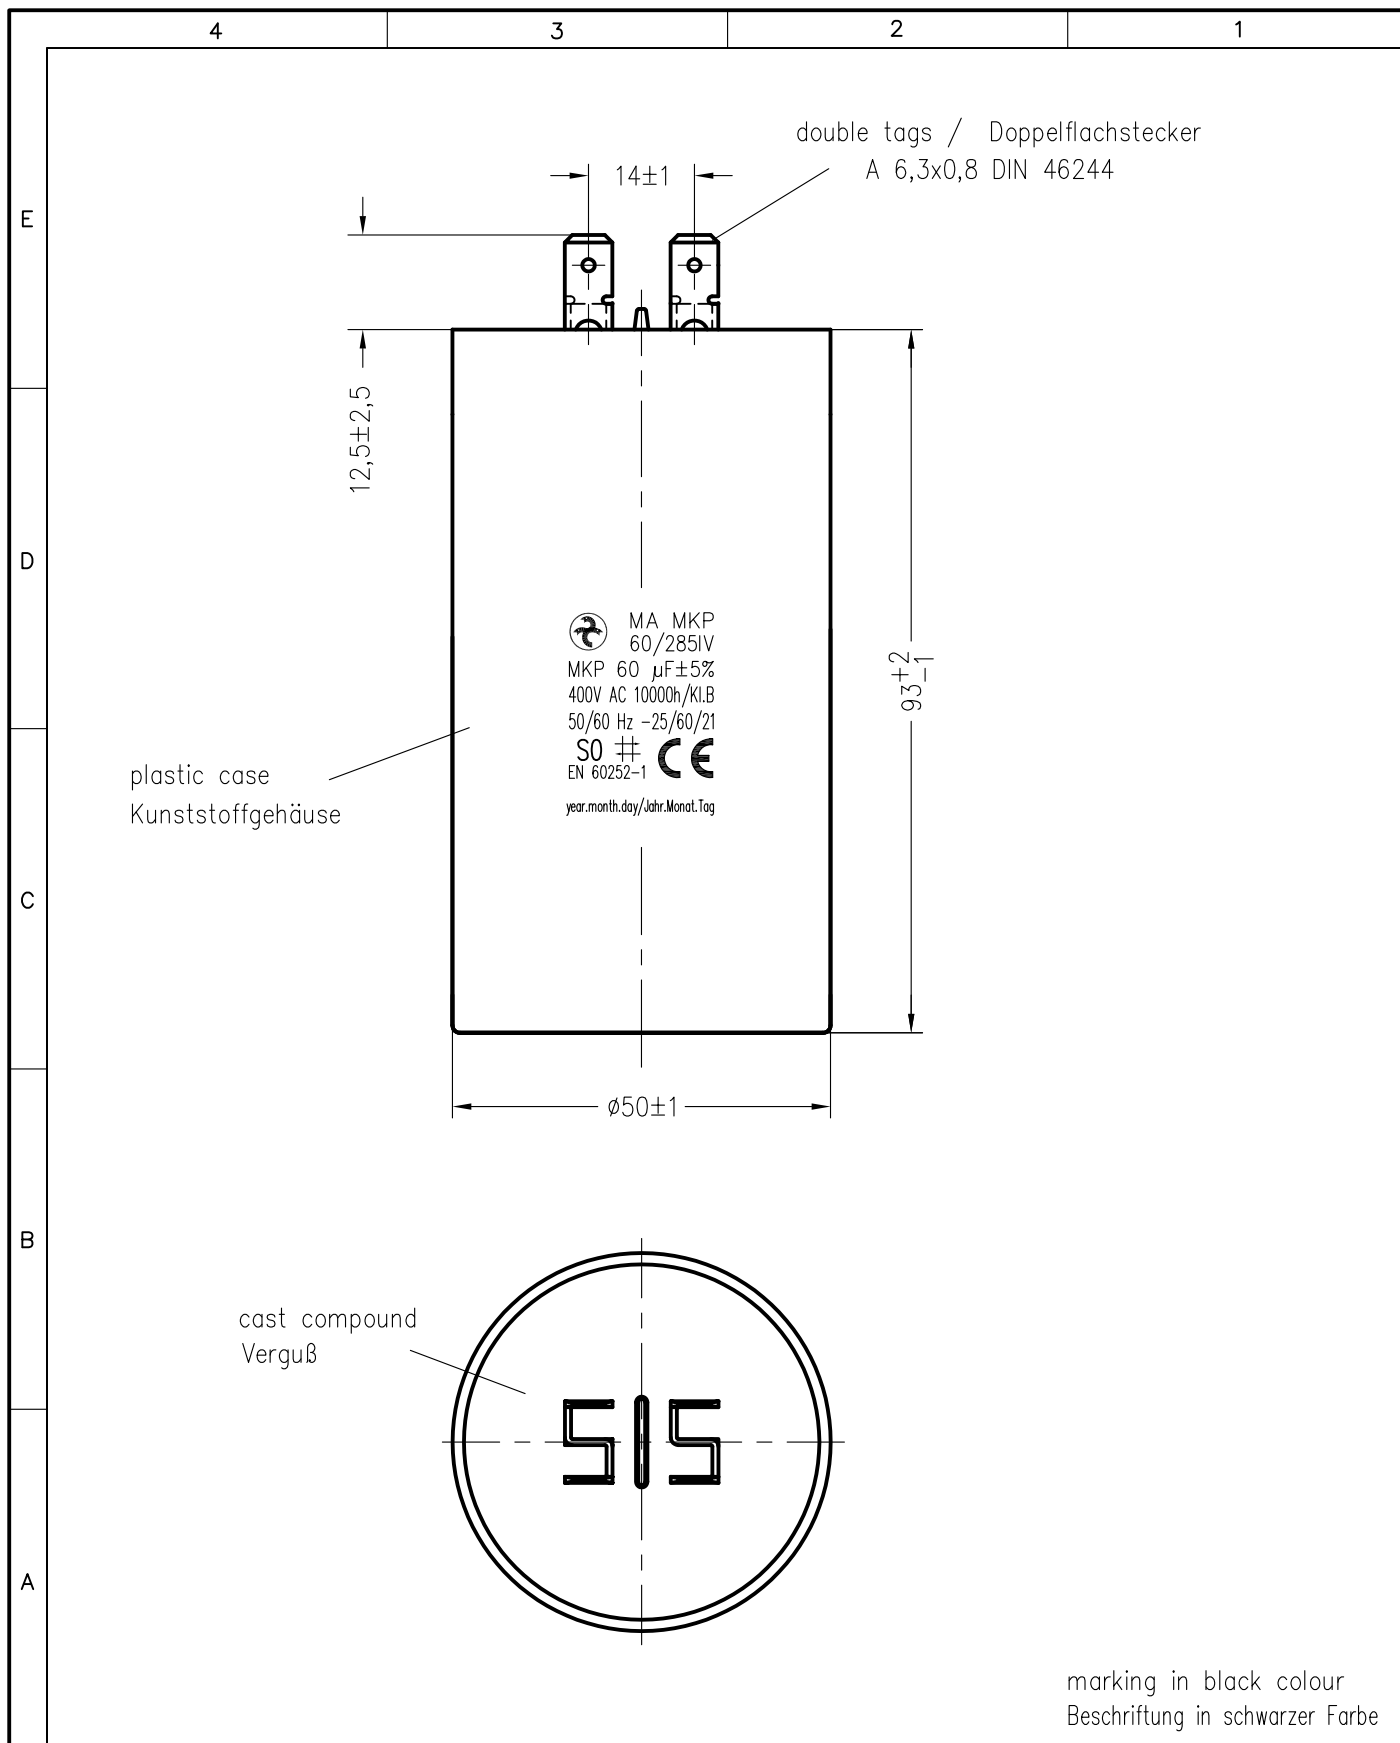 4 3 2 1
double tags / Doppelflachstecker
A 6,3x0,8 DIN 46244
14±1
E
12,5±2,5
D
MA MKP
60/285IV
MKP 60 µF±5%
400V AC 10000h/Kl.B
50/60 Hz -25/60/21
S0 CE
EN 60252-1
year.month.day/Jahr.Monat.Tag
93+2-1
plastic case
Kunststoffgehäuse
C
ø50±1
B
cast compound
Verguß
A
marking in black colour
Beschriftung in schwarzer Farbe